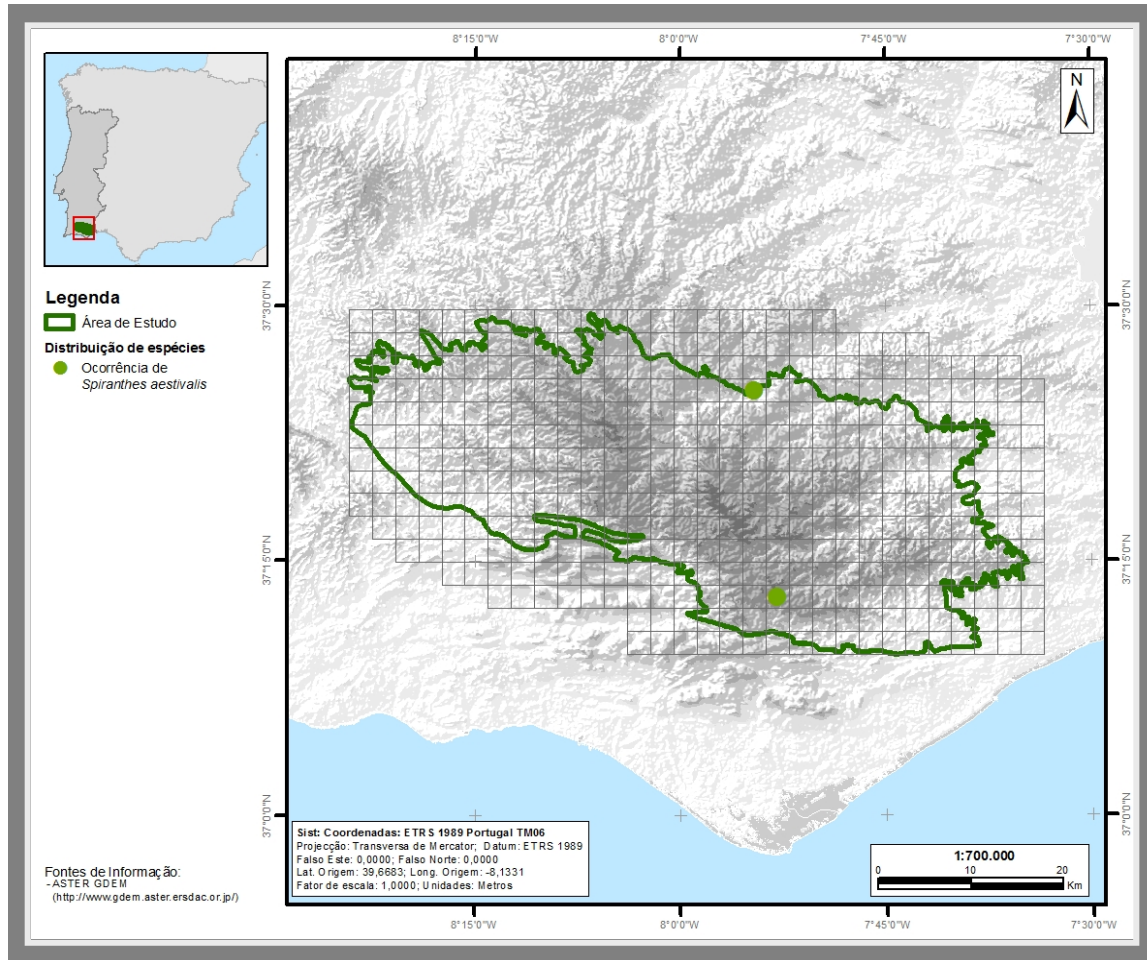 8°15'0"W 8°0'0"W 7°45'0"W 7°30'0"W
N
Legenda
Área de Estudo
Distribuição de espécies
Ocorrência de
Spiranthes aestivalis
37°30'0"N 37°30'0"N
37°15'0"N 37°15'0"N
37°0'0"N 37°0'0"N
Sist: Coordenadas: ETRS 1989 Portugal TM06
Projecção: Transversa de Mercator; Datum: ETRS 1989
Falso Este: 0,0000; Falso Norte: 0,0000
Lat. Origem: 39,6683; Long. Origem: -8,1331
Fator de escala: 1,0000; Unidades: Metros
1:700.000
0 10 20
Km
Fontes de Informação:
- ASTER GDEM
(http://www.gdem.aster.ersdac.or.jp/)
8°15'0"W 8°0'0"W 7°45'0"W 7°30'0"W